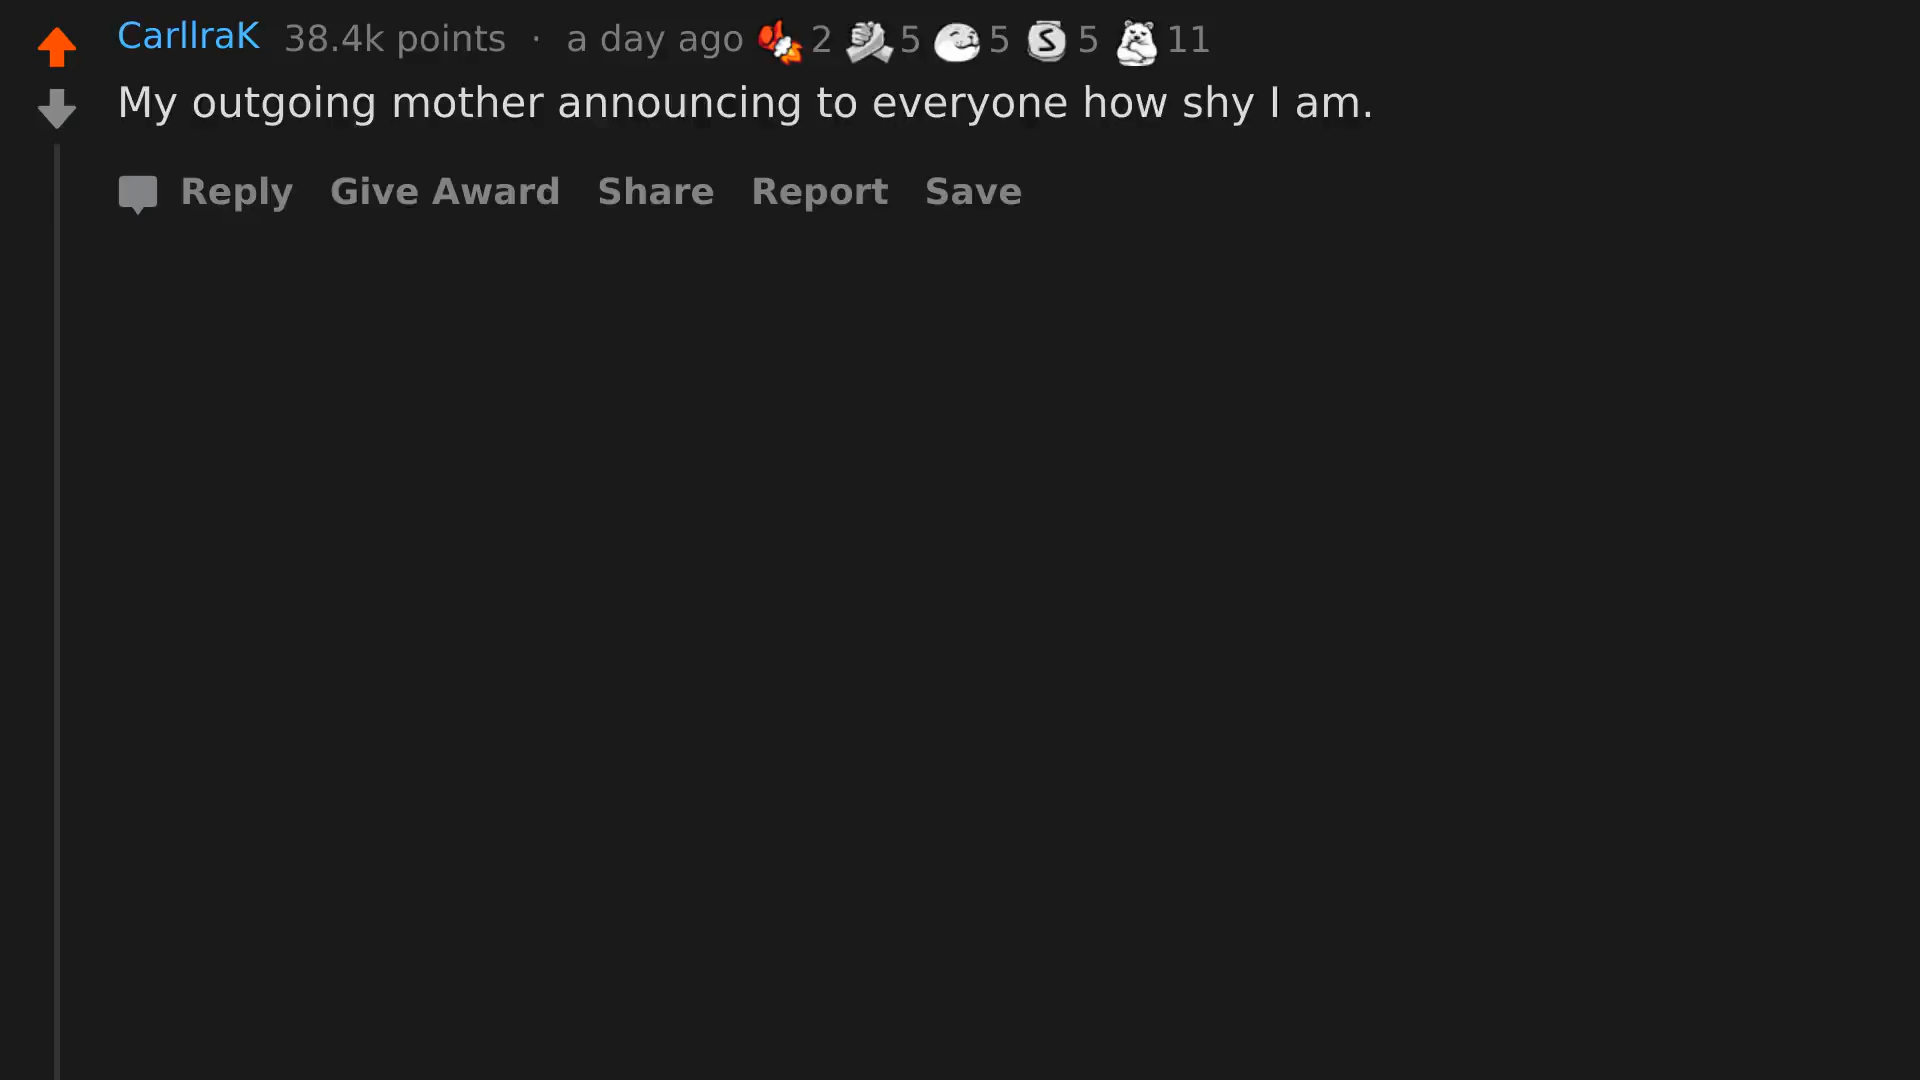 CarllraK 38.4k points · a day ago 2 5 5 S 5 11
My outgoing mother announcing to everyone how shy I am.
Reply Give Award Share Report Save